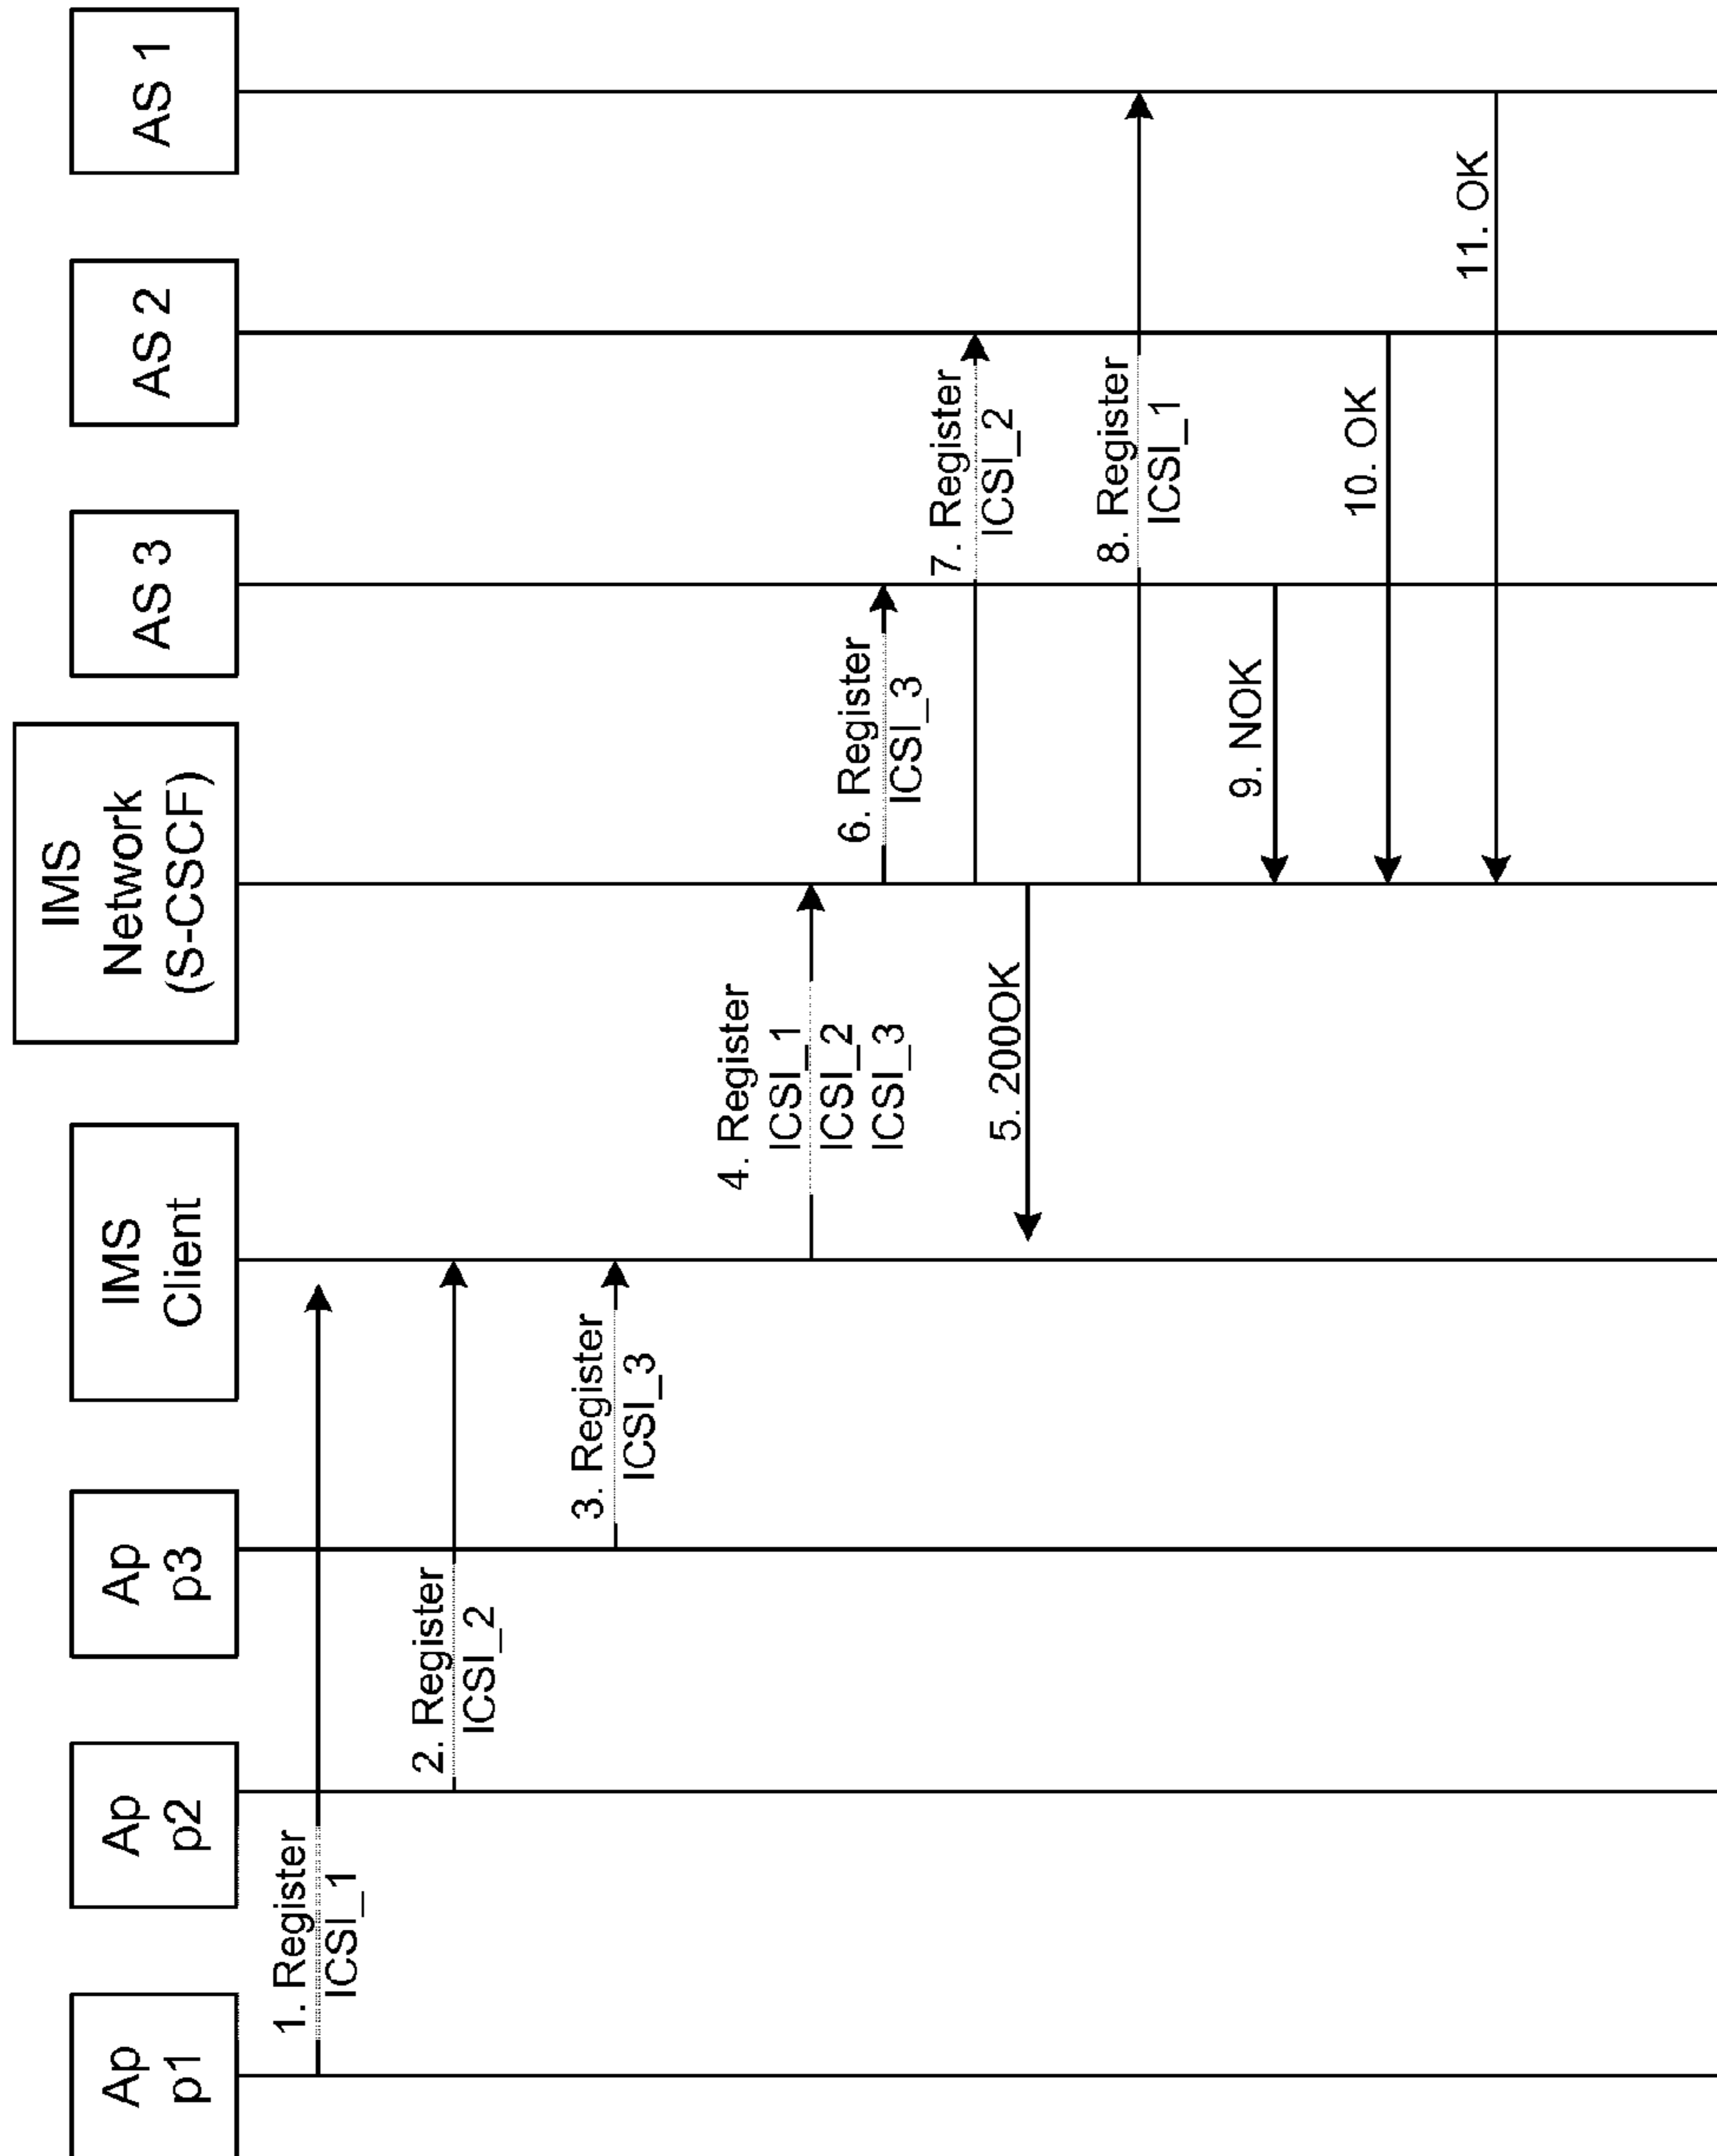 Ap
p1
Ap
p2
Ap
p3
IMS
Client
IMS
Network
(S-CSCF)
AS 3
AS 2
AS 1
1. Register
ICSI_1
2. Register
ICSI_2
3. Register
ICSI_3
4. Register
ICSI_1
ICSI_2
ICSI_3
6. Register
ICSI_3
7. Register
ICSI_2
5. 200OK
8. Register
ICSI_1
9. NOK
10. OK
11. OK